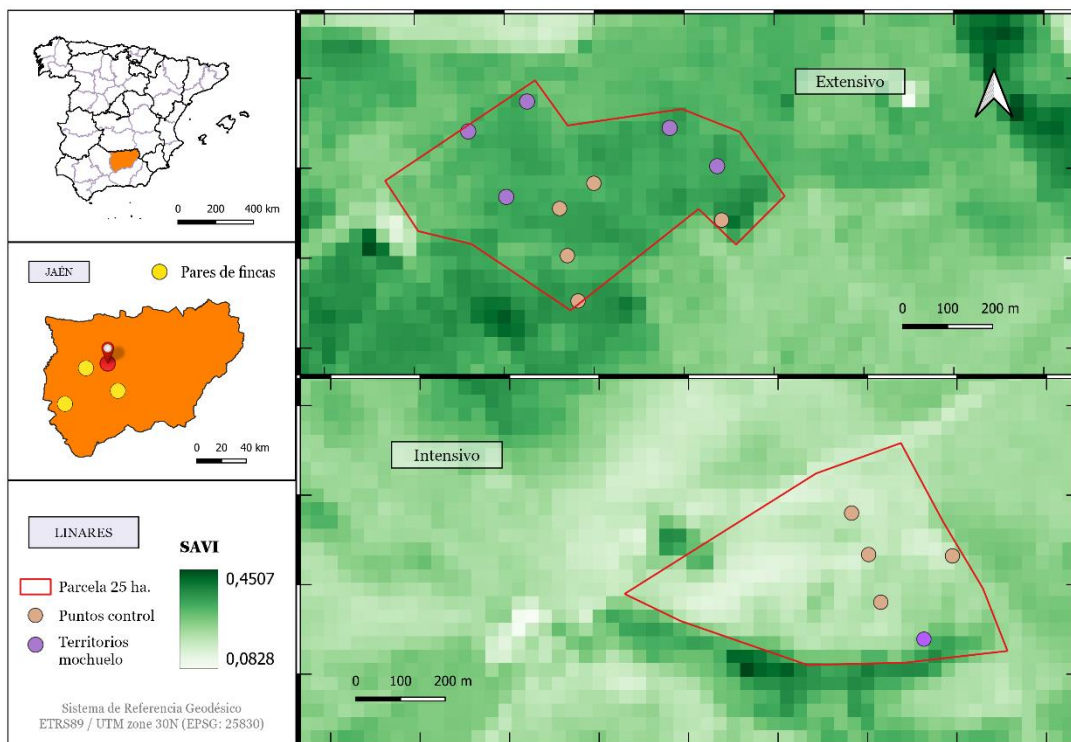 0 200 400 km
JAÉN
Pares de fincas
0 20 40 km
LINARES
SAVI
0,4507
0,0828
Parcela 25 ha.
Puntos control
Territorios
mochuelo
Sistema de Referencia Geodésico
ETRS89 / UTM zone 30N (EPSG: 25830)
Extensivo
0 100 200 m
Intensivo
0 100 200 m